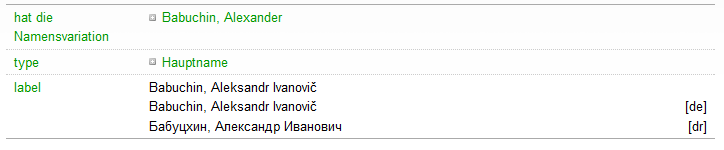 hat die Babuchin, Alexander
Namensvariation
type Hauptname
label Babuchin, Aleksandr Ivanovič
Babuchin, Aleksandr Ivanovič [de]
Бабуцхин, Александр Иванович [dr]